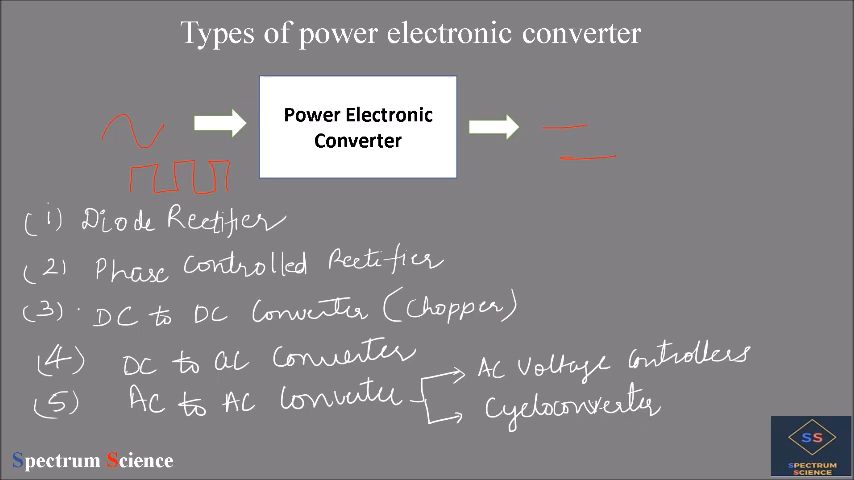 Types of power electronic converter
Power Electronic
Converter
(1) Diode Rectifier
(2) Phase Controlled Rectifier
(3) DC to DC Converter (Chopper)
(4) DC to ac Converter
(5) AC to AC Converter
AC Voltage Controllers
Cycloconverter
Spectrum Science
SS
SPECTRUM
SCIENCE